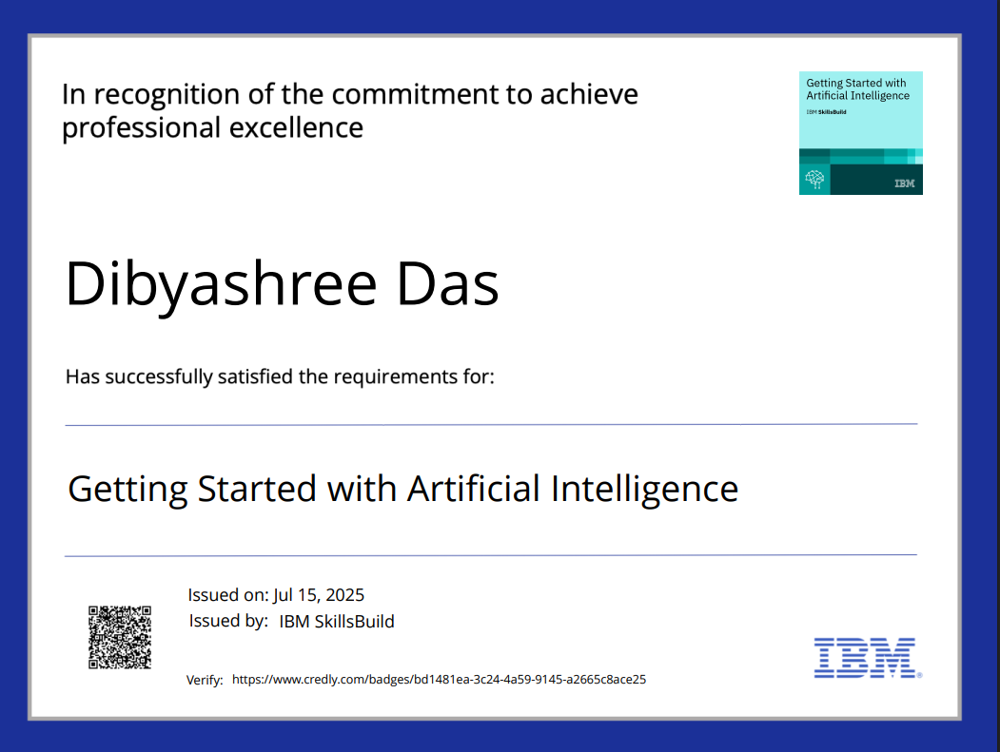 In recognition of the commitment to achieve
professional excellence
Getting Started with
Artificial Intelligence
IBM SkillsBuild
IBM
Dibyashree Das
Has successfully satisfied the requirements for:
Getting Started with Artificial Intelligence
Issued on: Jul 15, 2025
Issued by: IBM SkillsBuild
Verify: https://www.credly.com/badges/bd1481ea-3c24-4a59-9145-a2665c8ace25
IBM®